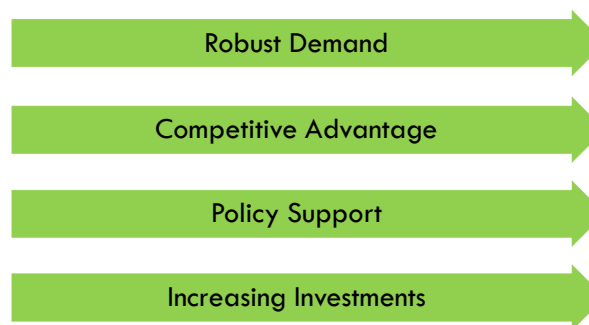 Robust Demand
Competitive Advantage
Policy Support
Increasing Investments